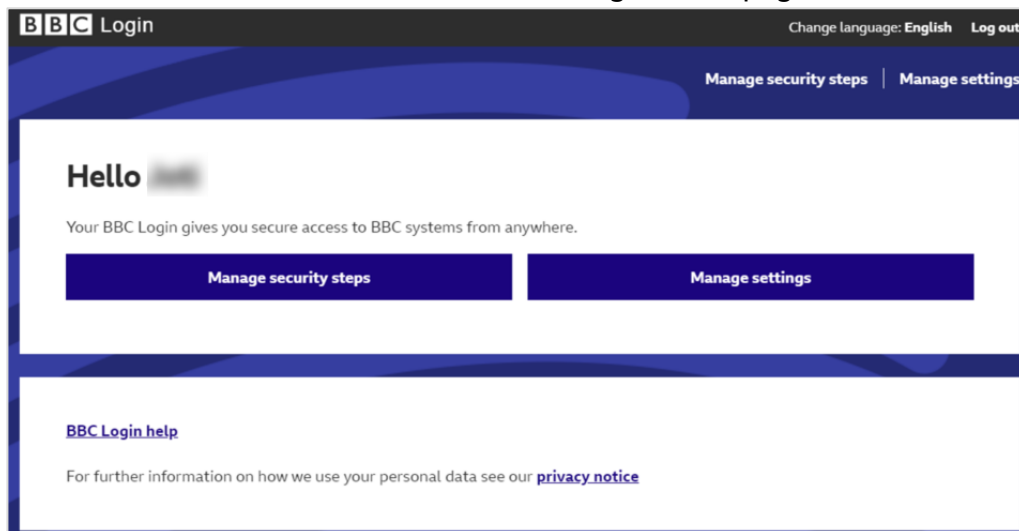 BBC Login
Change language: English Log out
Manage security steps Manage settings
Hello
Your BBC Login gives you secure access to BBC systems from anywhere.
Manage security steps Manage settings
BBC Login help
For further information on how we use your personal data see our privacy notice